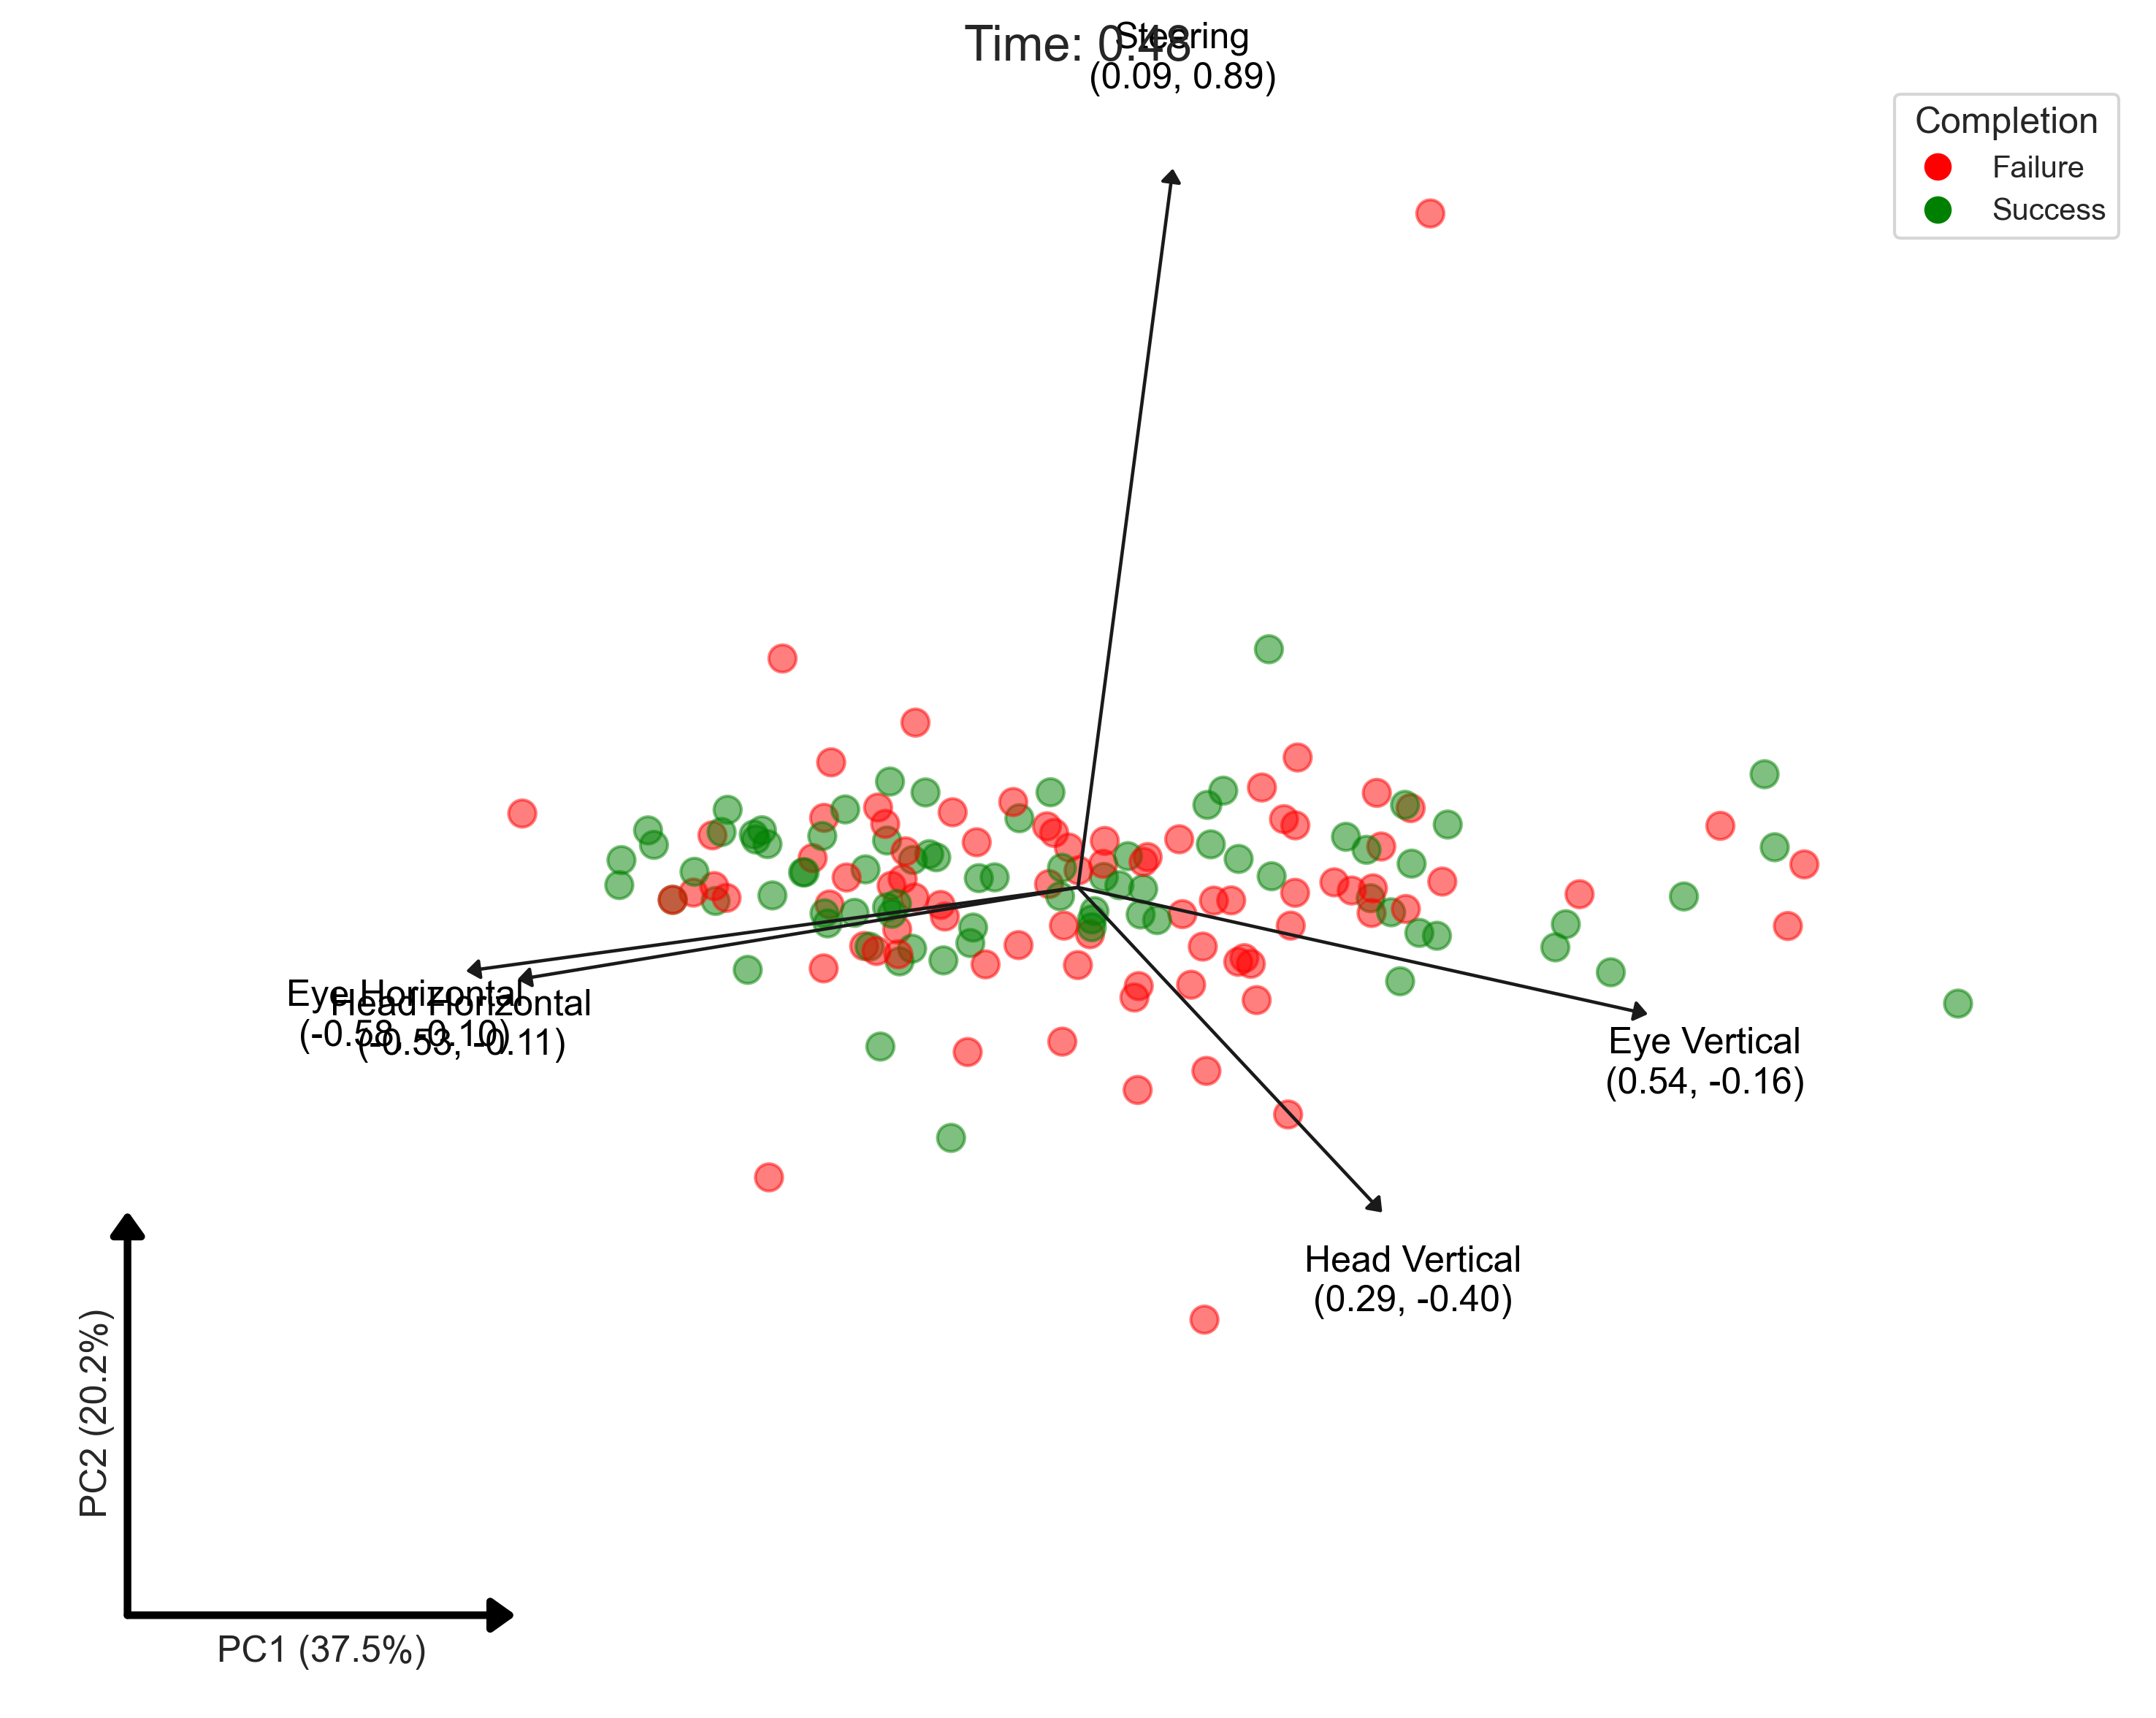 Time: 0.48
Steering
(0.09, 0.89)
Completion
Failure
Success
Eye Horizontal
(-0.58, -0.10)
Head Horizontal
(-0.53, -0.11)
Eye Vertical
(0.54, -0.16)
Head Vertical
(0.29, -0.40)
PC2 (20.2%)
PC1 (37.5%)